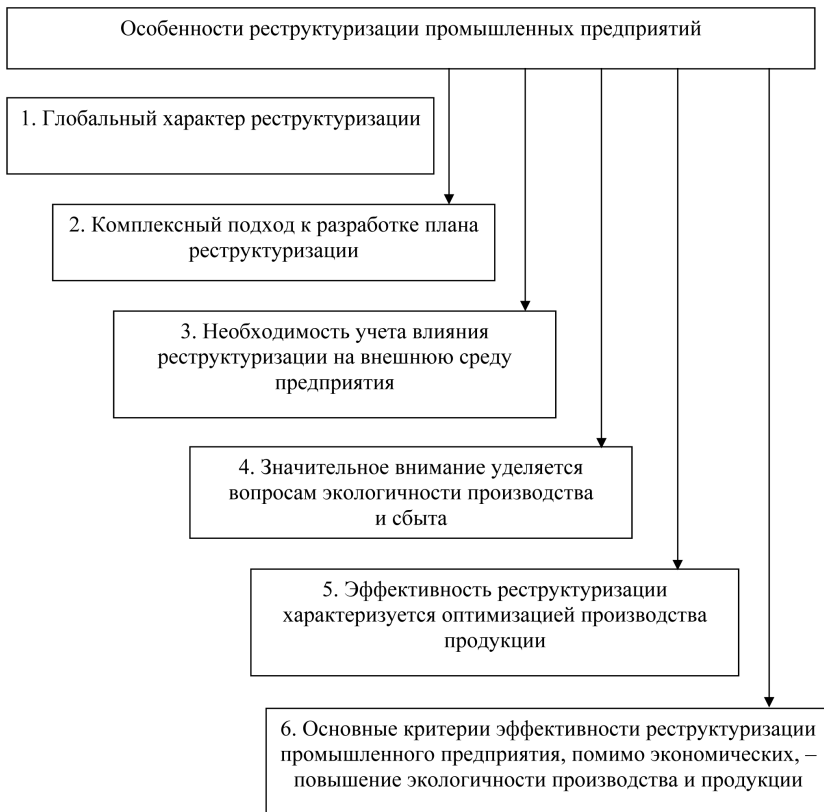 Особенности реструктуризации промышленных предприятий
1. Глобальный характер реструктуризации
2. Комплексный подход к разработке плана
реструктуризации
3. Необходимость учета влияния
реструктуризации на внешнюю среду
предприятия
4. Значительное внимание уделяется
вопросам экологичности производства
и сбыта
5. Эффективность реструктуризации
характеризуется оптимизацией производства
продукции
6. Основные критерии эффективности реструктуризации
промышленного предприятия, помимо экономических, –
повышение экологичности производства и продукции